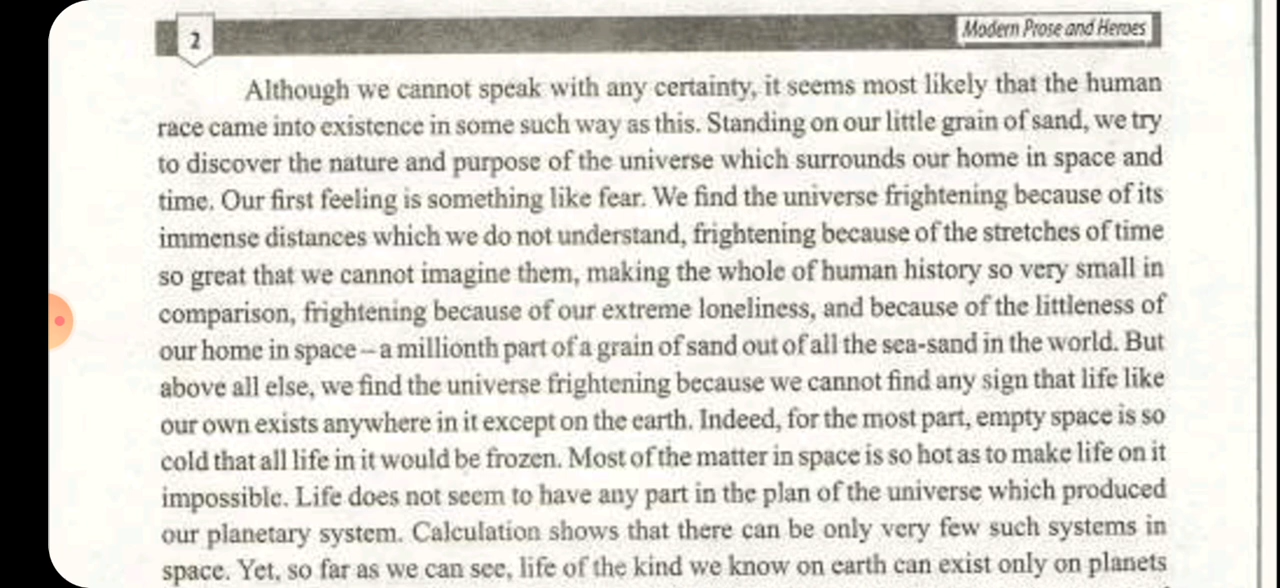 2
Modern Prose and Heroes
Although we cannot speak with any certainty, it seems most likely that the human
race came into existence in some such way as this. Standing on our little grain of sand, we try
to discover the nature and purpose of the universe which surrounds our home in space and
time. Our first feeling is something like fear. We find the universe frightening because of its
immense distances which we do not understand, frightening because of the stretches of time
so great that we cannot imagine them, making the whole of human history so very small in
comparison, frightening because of our extreme loneliness, and because of the littleness of
our home in space – a millionth part of a grain of sand out of all the sea-sand in the world. But
above all else, we find the universe frightening because we cannot find any sign that life like
our own exists anywhere in it except on the earth. Indeed, for the most part, empty space is so
cold that all life in it would be frozen. Most of the matter in space is so hot as to make life on it
impossible. Life does not seem to have any part in the plan of the universe which produced
our planetary system. Calculation shows that there can be only very few such systems in
space. Yet, so far as we can see, life of the kind we know on earth can exist only on planets